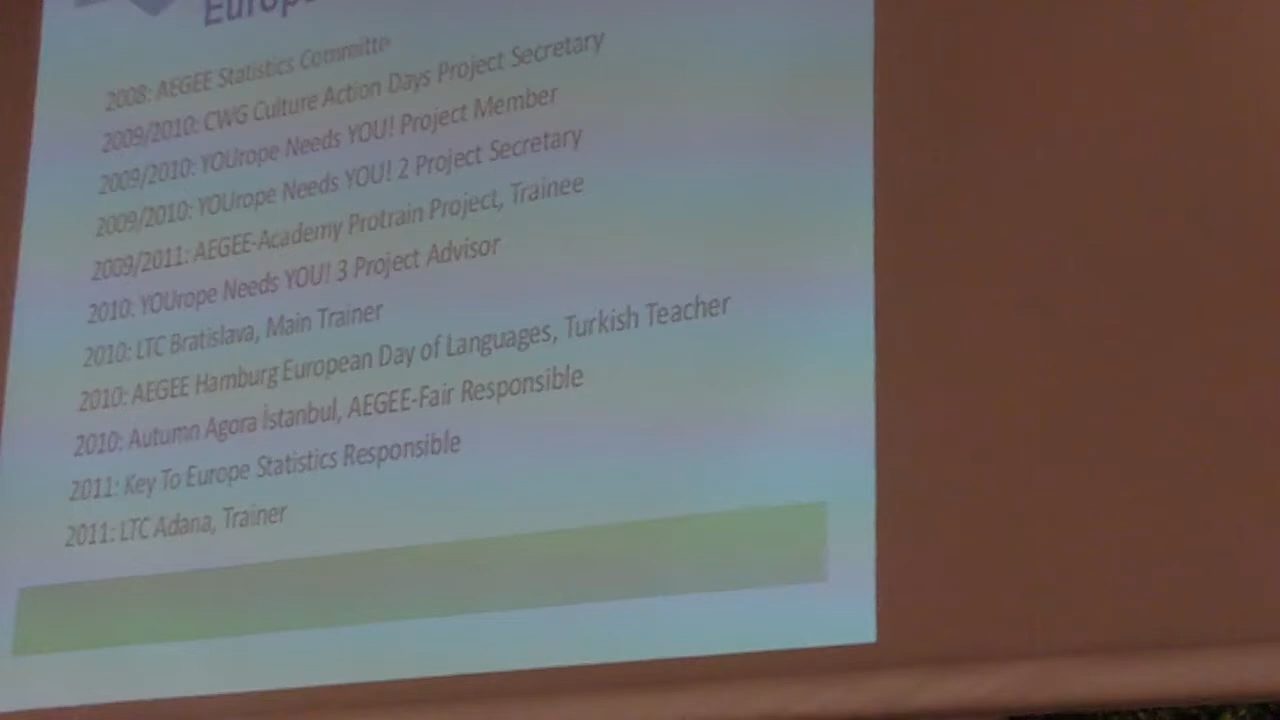 Europ
2008: AEGEE Statistics Committe
2009/2010: CWG Culture Action Days Project Secretary
2009/2010: YOUrope Needs YOU! Project Member
2009/2010: YOUrope Needs YOU! 2 Project Secretary
2009/2011: AEGEE-Academy Protrain Project, Trainee
2010: YOUrope Needs YOU! 3 Project Advisor
2010: LTC Bratislava, Main Trainer
2010: AEGEE Hamburg European Day of Languages, Turkish Teacher
2010: Autumn Agora İstanbul, AEGEE-Fair Responsible
2011: Key To Europe Statistics Responsible
2011: LTC Adana, Trainer